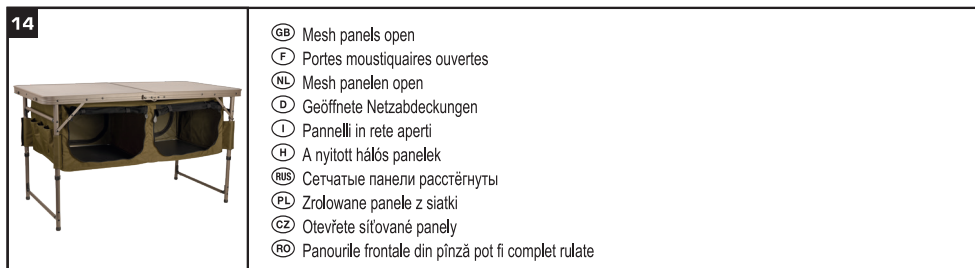 14
GB Mesh panels open
F Portes moustiquaires ouvertes
NL Mesh panelen open
D Geöffnete Netzabdeckungen
I Pannelli in rete aperti
H A nyitott hálós panelek
RUS Сетчатые панели расстёгнуты
PL Zrolowane panele z siatki
CZ Otevřete síťované panely
RO Panourile frontale din pînză pot fi complet rulate